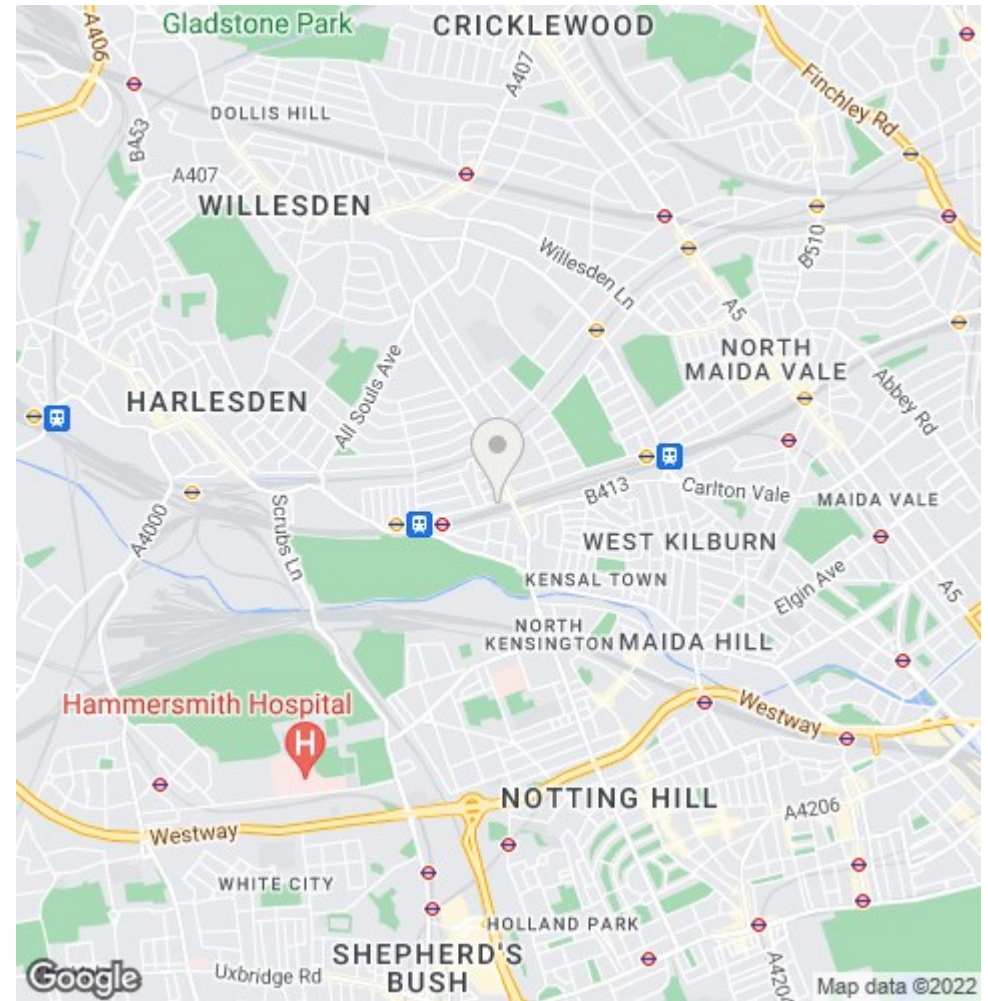 Gladstone Park
CRICKLEWOOD
A406
A407
Finchley Rd
B453
DOLLIS HILL
A407
WILLESDEN
Willesden Ln
B510
A5
NORTH
MAIDA VALE
All Souls Ave
Abbey Rd
HARLESDEN
B413
Carlton Vale
MAIDA VALE
A4000
Scrubs Ln
WEST KILBURN
KENSAL TOWN
Elgin Ave
A5
NORTH
KENSINGTON
MAIDA HILL
Hammersmith Hospital
H
Westway
NOTTING HILL
A4206
Westway
WHITE CITY
HOLLAND PARK
SHEPHERD'S
BUSH
Uxbridge Rd
A420
Google
Map data ©2022